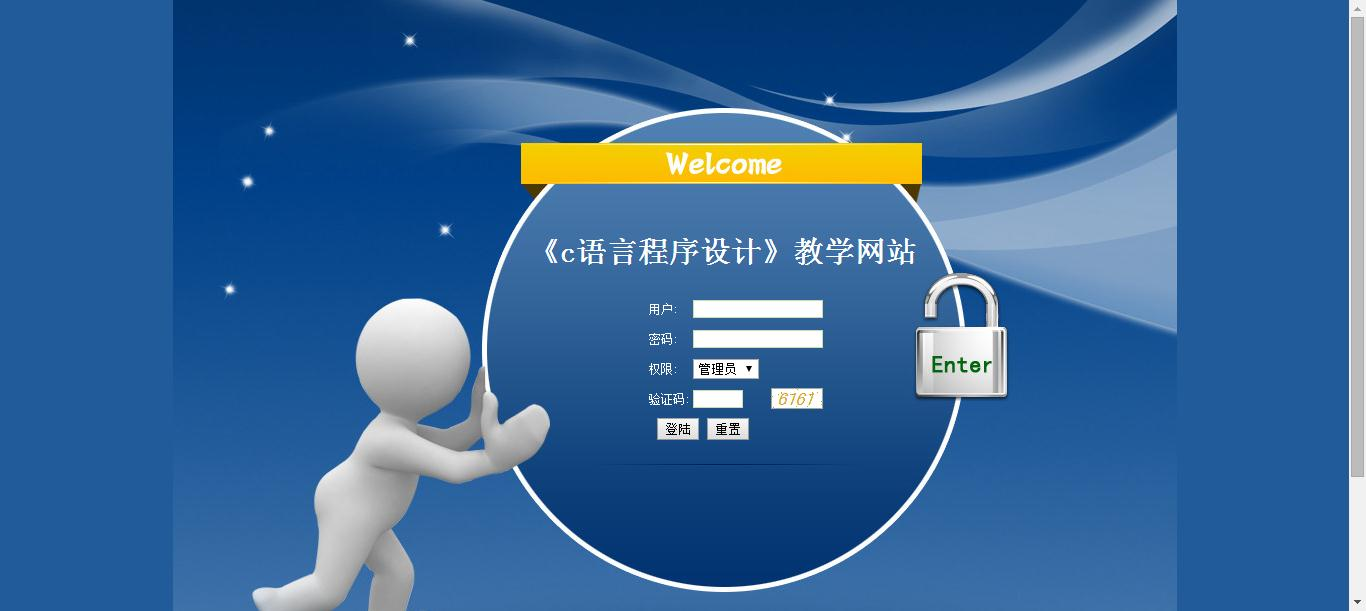 Welcome
《c语言程序设计》教学网站
用户:
密码:
Enter
权限: 管理员 ▼
验证码: 6161
登陆 重置